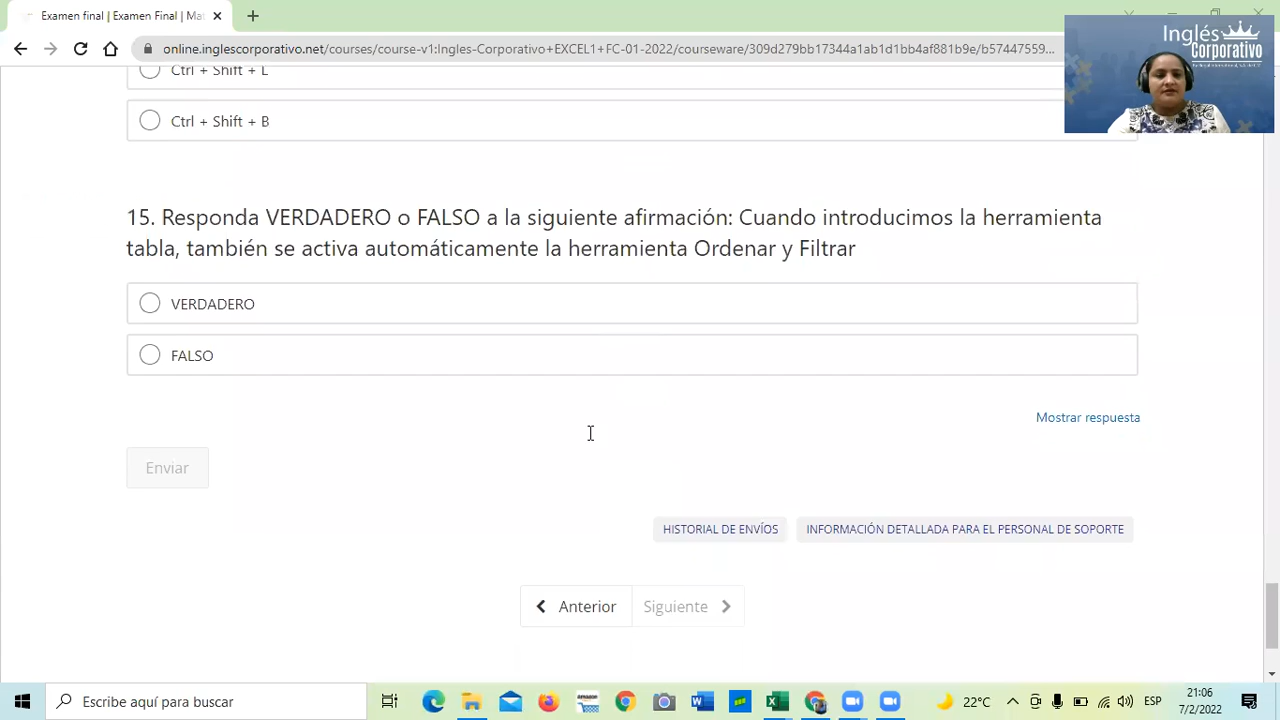 Examen final | Examen Final | Ma
online.inglescorporativo.net/courses/course-v1:Ingles-Corporativo+EXCEL1+FC-01-2022/courseware/309d279bb17344a1ab1d1bb4af881b9e/b57447559...
Inglés
Corporativo
Ctrl + Shift + L
Ctrl + Shift + B
15. Responda VERDADERO o FALSO a la siguiente afirmación: Cuando introducimos la herramienta
tabla, también se activa automáticamente la herramienta Ordenar y Filtrar
VERDADERO
FALSO
Mostrar respuesta
Enviar
HISTORIAL DE ENVÍOS
INFORMACIÓN DETALLADA PARA EL PERSONAL DE SOPORTE
Anterior
Siguiente
Escribe aquí para buscar
amazon
22°C
ESP
21:06
7/2/2022